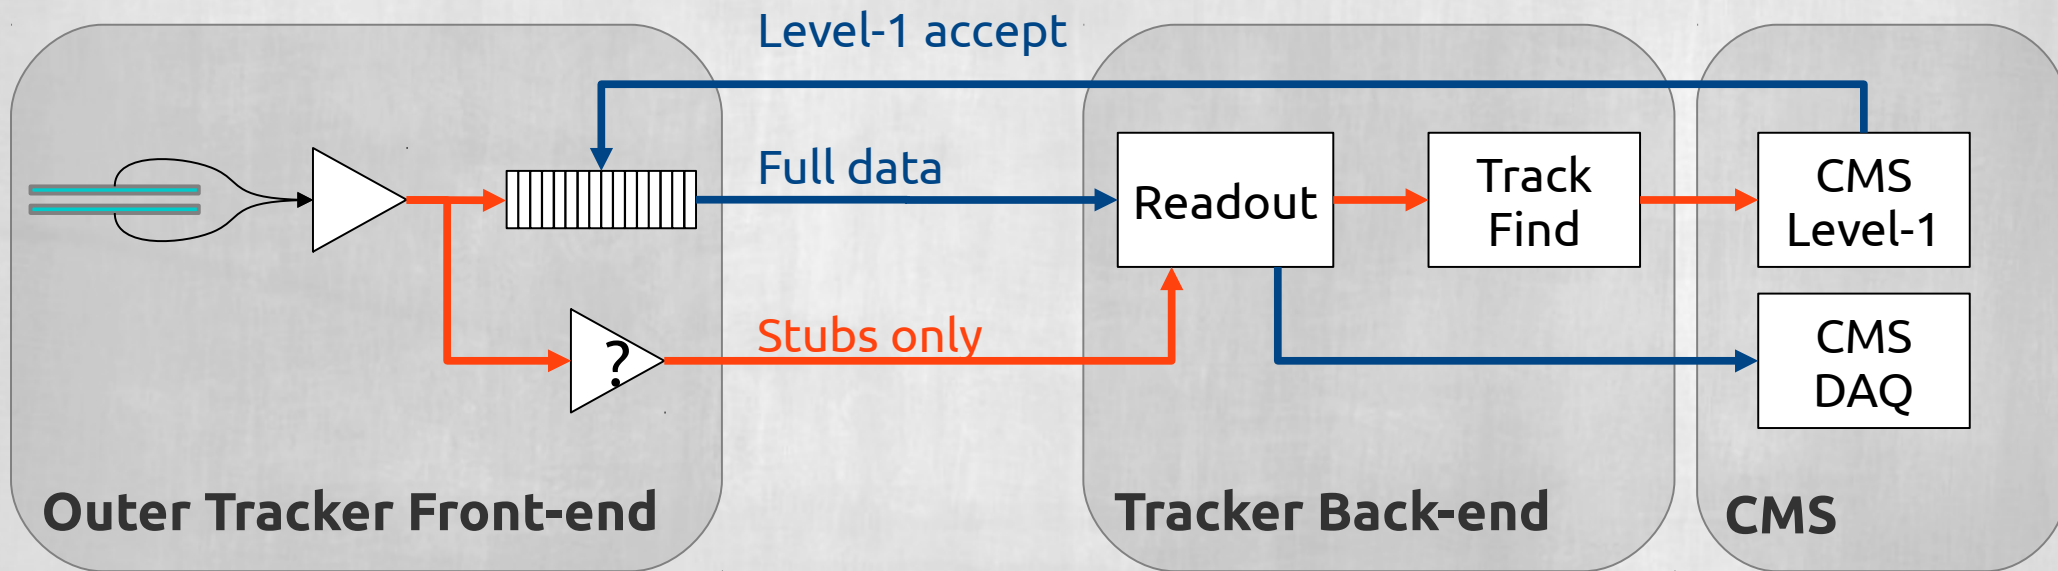 Level-1 accept
Full data
Readout
Track
Find
CMS
Level-1
?
Stubs only
CMS
DAQ
Outer Tracker Front-end
Tracker Back-end
CMS